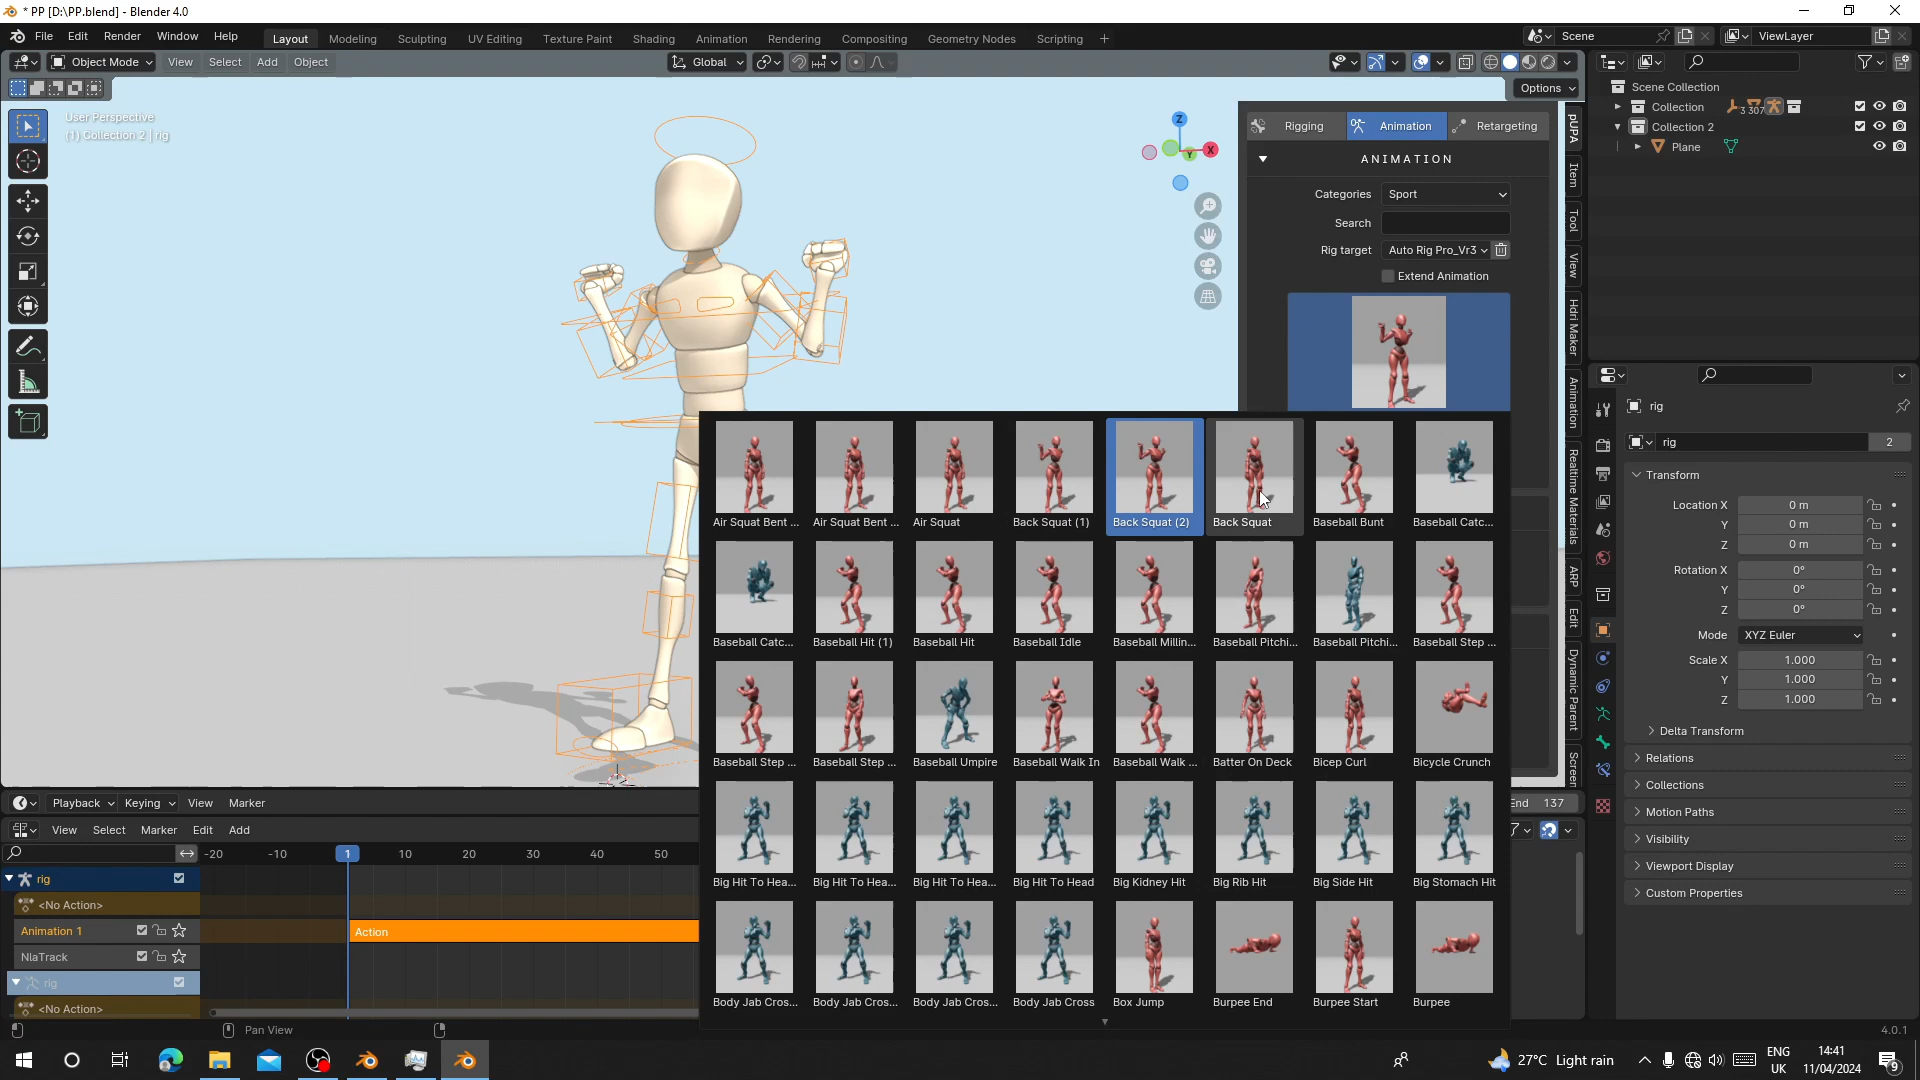 * PP [D:\PP.blend] - Blender 4.0
File Edit Render Window Help Layout Modeling Sculpting UV Editing Texture Paint Shading Animation Rendering Compositing Geometry Nodes Scripting + Scene ViewLayer
Object Mode View Select Add Object Global
Options
User Perspective
(1) Collection 2 | rig
Z
X
Y
Rigging Animation Retargeting
ANIMATION
Categories Sport
Search
Rig target Auto Rig Pro_Vr3
Extend Animation
pUPA
Item
Tool
View
Hdri Maker
Animation
Realtime Materials
ARP
Edit
Dynamic Parent
Screen
Air Squat Bent ... Air Squat Bent ... Air Squat Back Squat (1) Back Squat (2) Back Squat Baseball Bunt Baseball Catc...
Baseball Catc... Baseball Hit (1) Baseball Hit Baseball Idle Baseball Millin... Baseball Pitchi... Baseball Pitchi... Baseball Step ...
Baseball Step ... Baseball Step ... Baseball Umpire Baseball Walk In Baseball Walk ... Batter On Deck Bicep Curl Bicycle Crunch
Big Hit To Hea... Big Hit To Hea... Big Hit To Hea... Big Hit To Head Big Kidney Hit Big Rib Hit Big Side Hit Big Stomach Hit
Body Jab Cros... Body Jab Cros... Body Jab Cros... Body Jab Cross Box Jump Burpee End Burpee Start Burpee
Scene Collection
Collection 3 307
Collection 2
Plane
rig
rig 2
Transform
Location X 0 m
Y 0 m
Z 0 m
Rotation X 0°
Y 0°
Z 0°
Mode XYZ Euler
Scale X 1.000
Y 1.000
Z 1.000
Delta Transform
Relations
Collections
Motion Paths
Visibility
Viewport Display
Custom Properties
Playback Keying View Marker End 137
View Select Marker Edit Add
-20 -10 1 10 20 30 40 50
rig
<No Action>
Animation 1 Action
NlaTrack
rig
<No Action>
Pan View 4.0.1
27°C Light rain ENG UK 14:41 11/04/2024 9